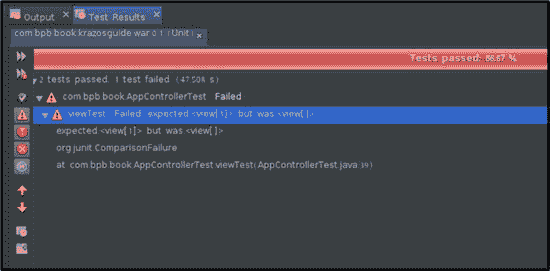 Output
Test Results
com bpb book krazosguide war 0 1 (Unit)
Tests passed: 66.67 %
2 tests passed, 1 test failed (47.508 s)
com bpb book AppControllerTest Failed
viewTest Failed expected <view[1]> but was <view[]>
expected <view[1]> but was <view[]>
org junit ComparisonFailure
at com bpb book AppControllerTest viewTest(AppControllerTest java 39)